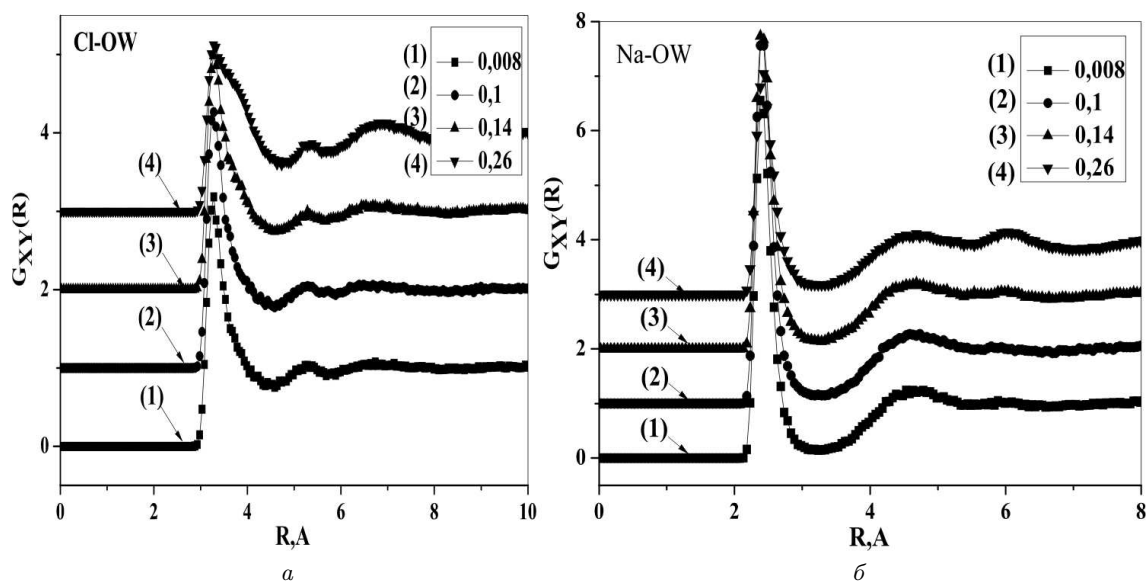 Cl-OW
(1) 0,008
(2) 0,1
(3) 0,14
(4) 0,26
G_XY(R)
4
2
0
(4)
(3)
(2)
(1)
0 2 4 6 8 10
R,A
а
Na-OW
(1) 0,008
(2) 0,1
(3) 0,14
(4) 0,26
G_XY(R)
8
6
4
2
0
(4)
(3)
(2)
(1)
0 2 4 6 8
R,A
б